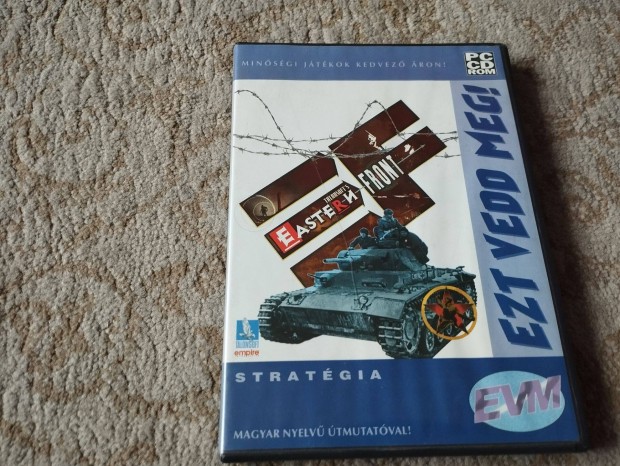 MINŐSÉGI JÁTÉKOK KEDVEZŐ ÁRON!
PC
CD
ROM
EZT VEDD MEG!
TALONSOFT'S
EASTERN
FRONT
TALONSOFT
empire
STRATÉGIA
EVM
MAGYAR NYELVŰ ÚTMUTATÓVAL!